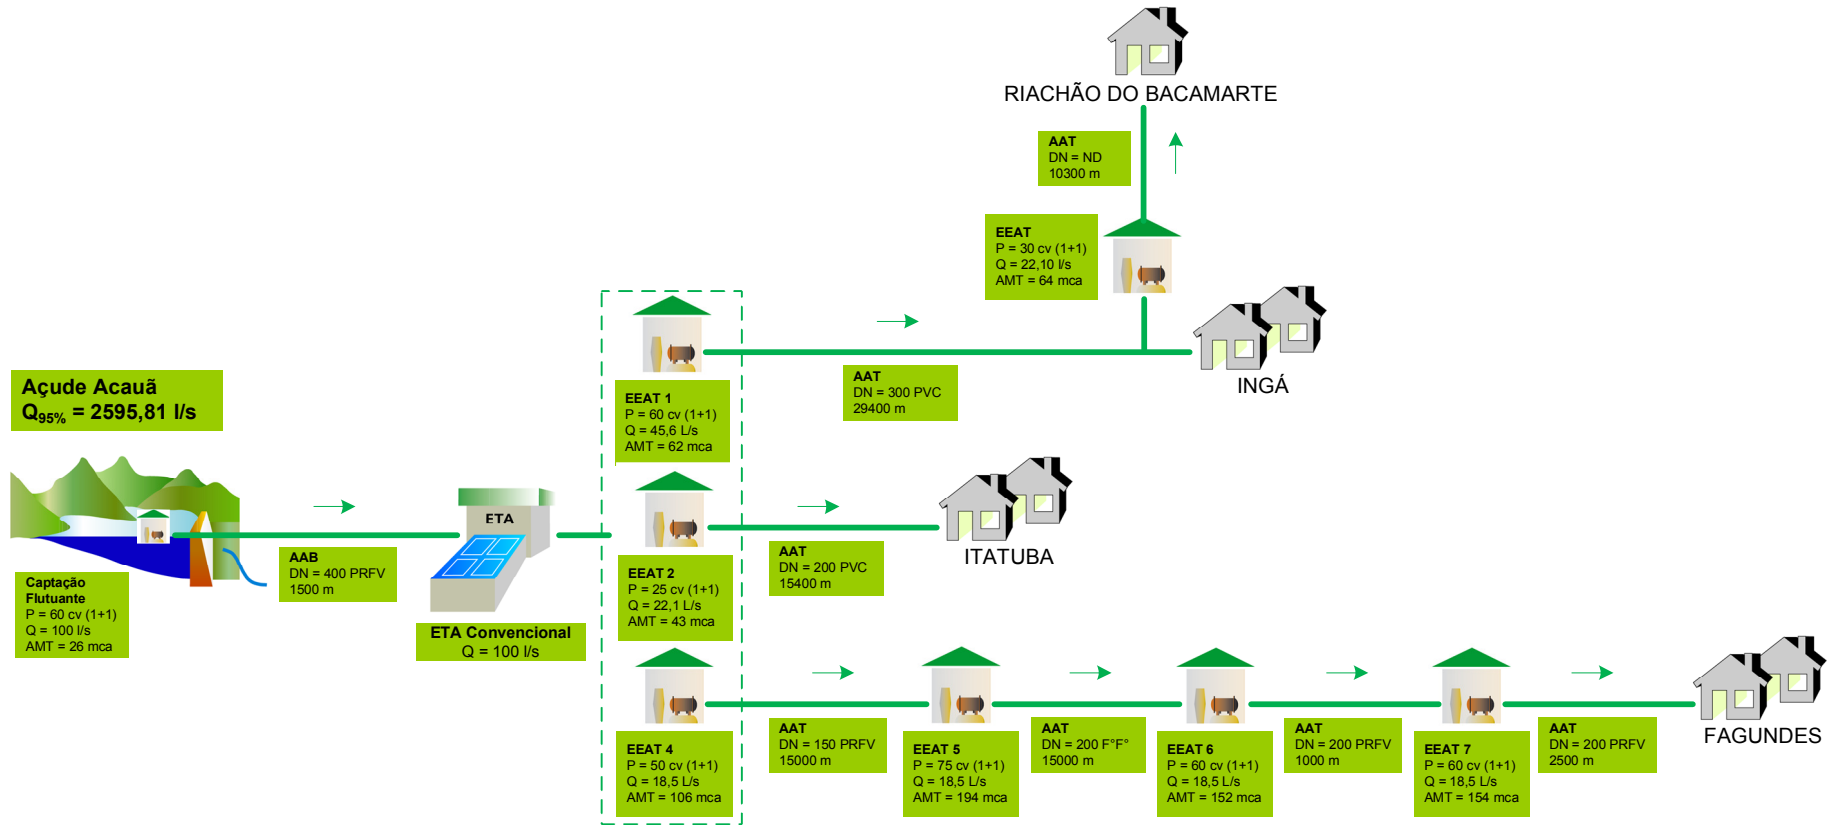 RIACHÃO DO BACAMARTE
AAT
DN = ND
10300 m
EEAT
P = 30 cv (1+1)
Q = 22,10 l/s
AMT = 64 mca
INGÁ
AAT
DN = 300 PVC
29400 m
EEAT 1
P = 60 cv (1+1)
Q = 45,6 L/s
AMT = 62 mca
Açude Acauã
Q95% = 2595,81 l/s
ETA
AAB
DN = 400 PRFV
1500 m
Captação
Flutuante
P = 60 cv (1+1)
Q = 100 l/s
AMT = 26 mca
ETA Convencional
Q = 100 l/s
EEAT 2
P = 25 cv (1+1)
Q = 22,1 L/s
AMT = 43 mca
AAT
DN = 200 PVC
15400 m
ITATUBA
EEAT 4
P = 50 cv (1+1)
Q = 18,5 L/s
AMT = 106 mca
AAT
DN = 150 PRFV
15000 m
EEAT 5
P = 75 cv (1+1)
Q = 18,5 L/s
AMT = 194 mca
AAT
DN = 200 F°F°
15000 m
EEAT 6
P = 60 cv (1+1)
Q = 18,5 L/s
AMT = 152 mca
AAT
DN = 200 PRFV
1000 m
EEAT 7
P = 60 cv (1+1)
Q = 18,5 L/s
AMT = 154 mca
AAT
DN = 200 PRFV
2500 m
FAGUNDES